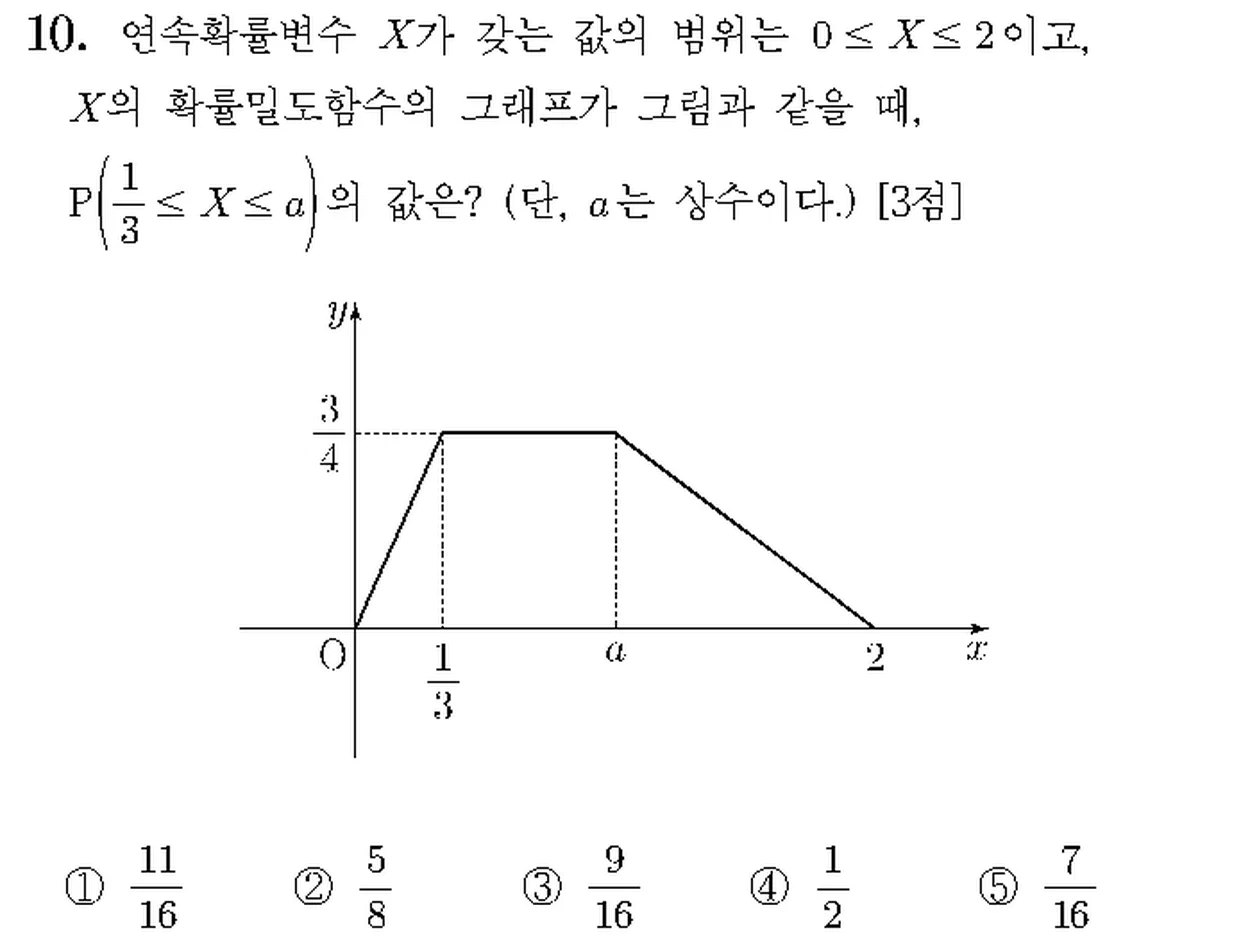 10. 연속확률변수 X가 갖는 값의 범위는 0 ≤ X ≤ 2이고,
X의 확률밀도함수의 그래프가 그림과 같을 때,
P(1/3 ≤ X ≤ a)의 값은? (단, a는 상수이다.) [3점]
y
3/4
O 1/3 a 2 x
① 11/16 ② 5/8 ③ 9/16 ④ 1/2 ⑤ 7/16